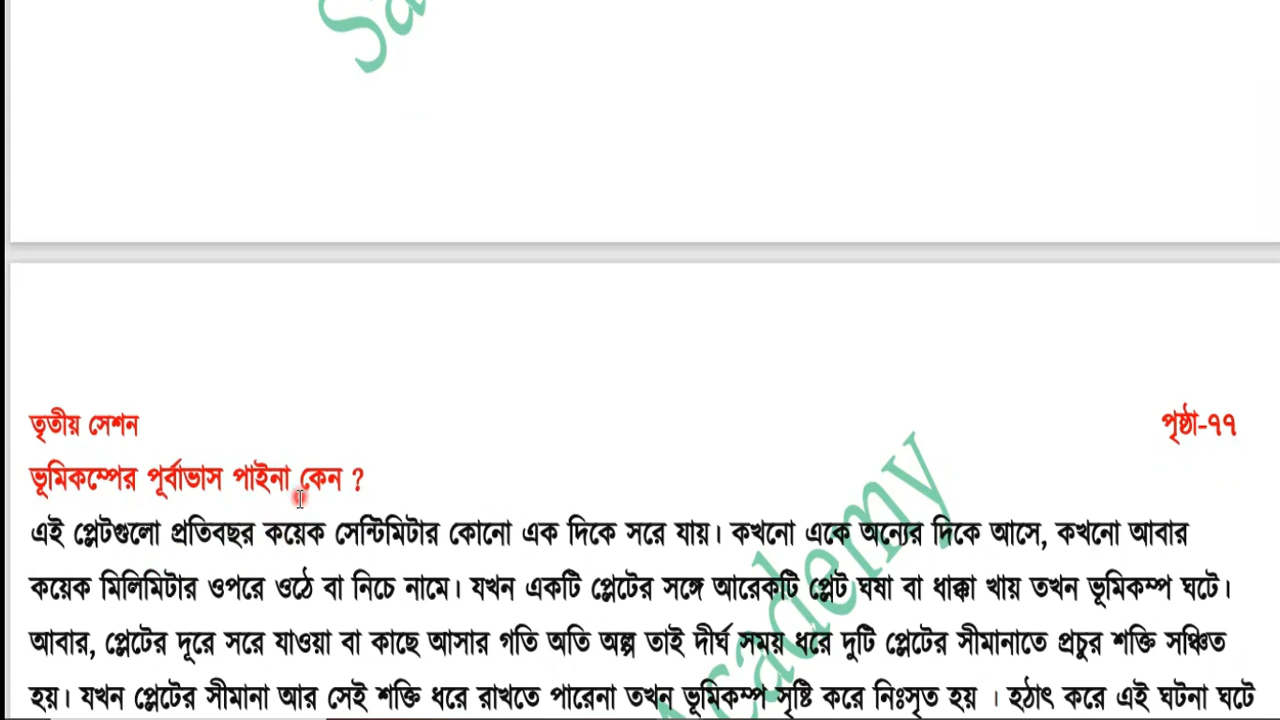 Sa
তৃতীয় সেশন
পৃষ্ঠা-৭৭
ভূমিকম্পের পূর্বাভাস পাইনা কেন ?
এই প্লেটগুলো প্রতিবছর কয়েক সেন্টিমিটার কোনো এক দিকে সরে যায়। কখনো একে অন্যের দিকে আসে, কখনো আবার
কয়েক মিলিমিটার ওপরে ওঠে বা নিচে নামে। যখন একটি প্লেটের সঙ্গে আরেকটি প্লেট ঘষা বা ধাক্কা খায় তখন ভূমিকম্প ঘটে।
আবার, প্লেটের দূরে সরে যাওয়া বা কাছে আসার গতি অতি অল্প তাই দীর্ঘ সময় ধরে দুটি প্লেটের সীমানাতে প্রচুর শক্তি সঞ্চিত
হয়। যখন প্লেটের সীমানা আর সেই শক্তি ধরে রাখতে পারেনা তখন ভূমিকম্প সৃষ্টি করে নিঃসৃত হয় । হঠাৎ করে এই ঘটনা ঘটে
Academy